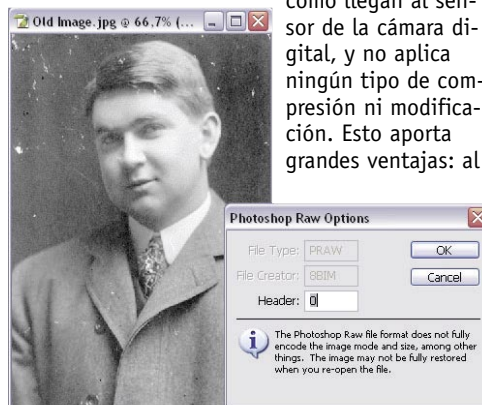 como llegan al sen-
sor de la cámara di-
gital, y no aplica
ningún tipo de com-
presión ni modifica-
ción. Esto aporta
grandes ventajas: al
Old Image.jpg @ 66,7% (...
Photoshop Raw Options
File Type: PRAW
OK
File Creator: 8BIM
Cancel
Header: 0
The Photoshop Raw file format does not fully
encode the image mode and size, among other
things. The image may not be fully restored
when you re-open the file.